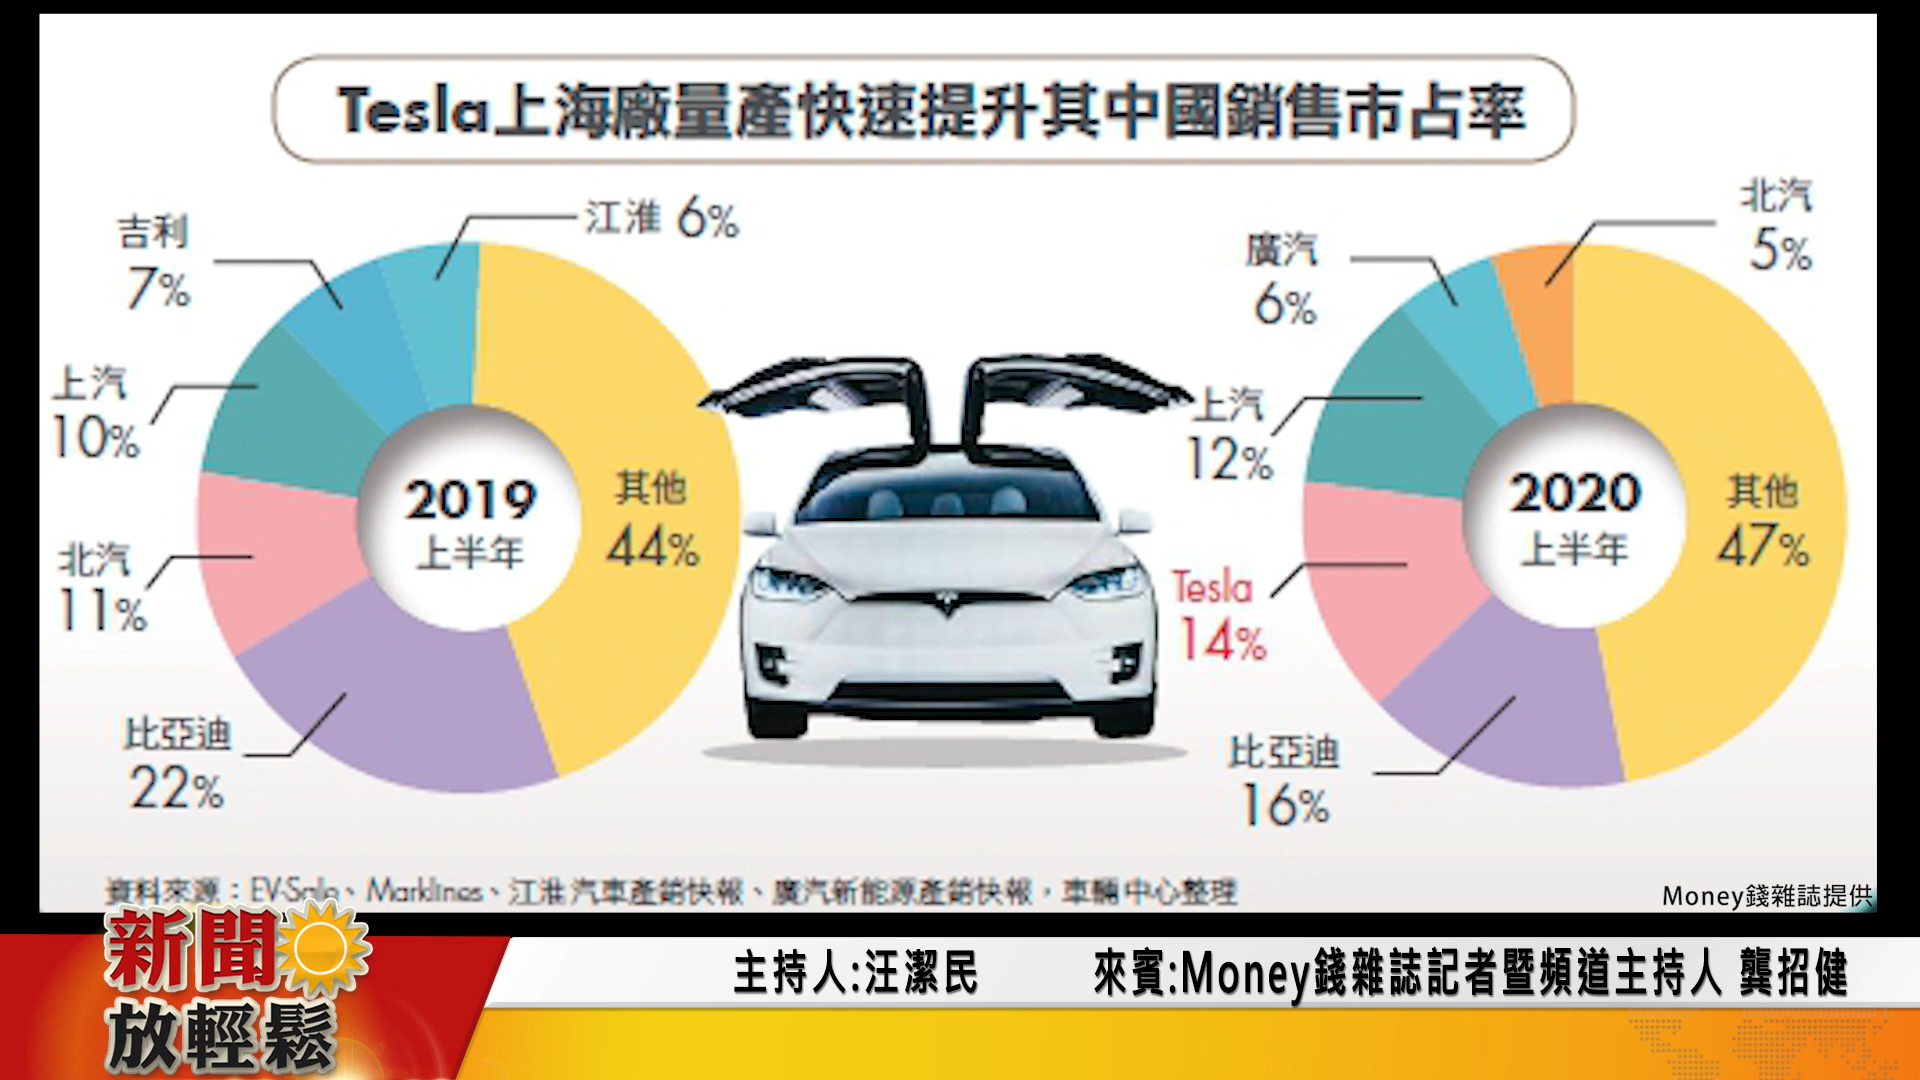 Tesla上海廠量產快速提升其中國銷售市占率
江淮 6%
吉利
7%
上汽
10%
北汽
11%
比亞迪
22%
其他
44%
2019
上半年
北汽
5%
廣汽
6%
上汽
12%
Tesla
14%
比亞迪
16%
其他
47%
2020
上半年
資料來源：EV-Sale、Marklines、江淮汽車產銷快報、廣汽新能源產銷快報，車輛中心整理
Money錢雜誌提供
新聞
放輕鬆
主持人:汪潔民
來賓:Money錢雜誌記者暨頻道主持人 龔招健